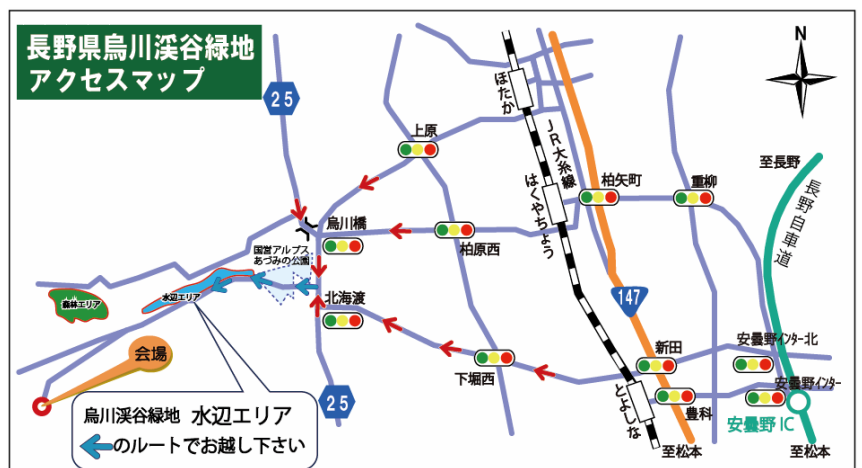 長野県烏川渓谷緑地
アクセスマップ
25
N
ほたか
上原
JR大糸線
至長野
柏矢町
重柳
長野自車道
はくやちょう
烏川橋
国営アルプス
あづみの公園
柏原西
水辺エリア
森林エリア
北海渡
147
安曇野インター北
新田
会場
下堀西
安曇野インター
25
とよしな
豊科
安曇野IC
烏川渓谷緑地 水辺エリア
のルートでお越し下さい
至松本
至松本